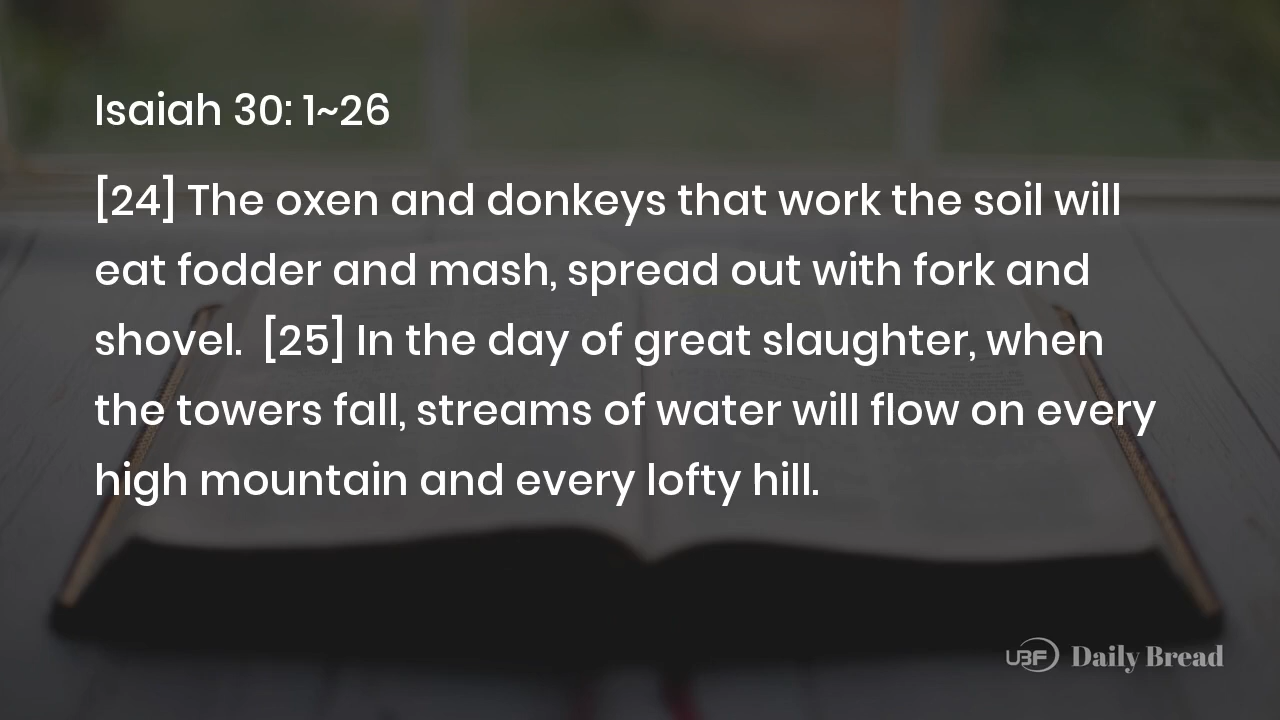 Isaiah 30: 1~26
[24] The oxen and donkeys that work the soil will
eat fodder and mash, spread out with fork and
shovel.  [25] In the day of great slaughter, when
the towers fall, streams of water will flow on every
high mountain and every lofty hill.
UBF Daily Bread